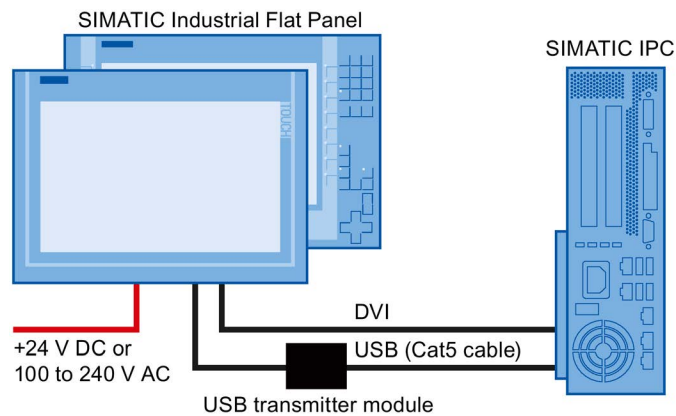 SIMATIC Industrial Flat Panel
SIMATIC IPC
TOUCH
DVI
+24 V DC or
100 to 240 V AC
USB (Cat5 cable)
USB transmitter module